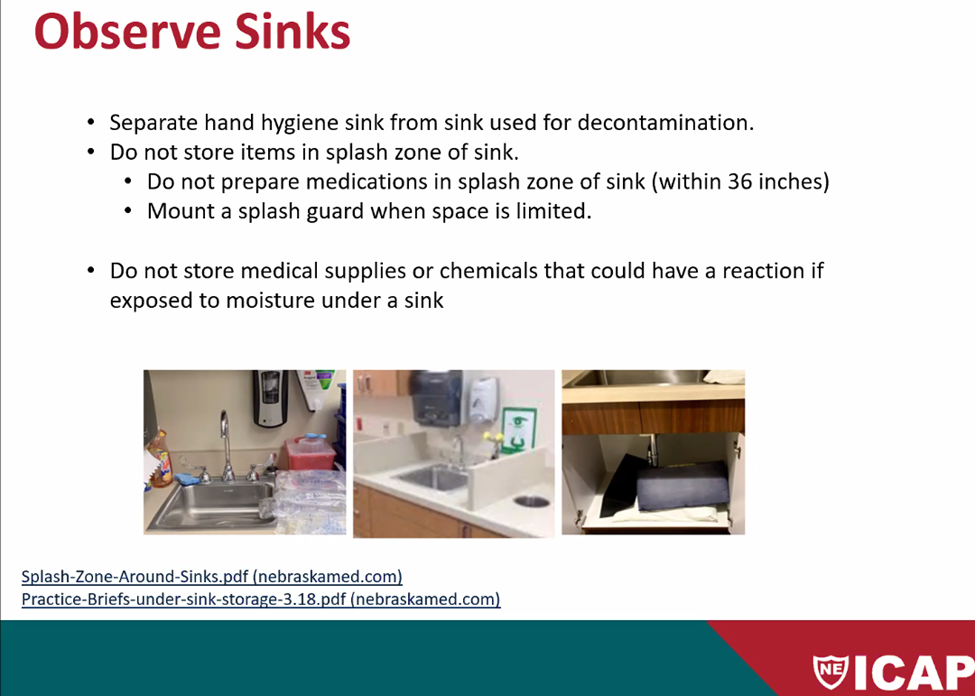 Observe Sinks
• Separate hand hygiene sink from sink used for decontamination.
• Do not store items in splash zone of sink.
• Do not prepare medications in splash zone of sink (within 36 inches)
• Mount a splash guard when space is limited.
• Do not store medical supplies or chemicals that could have a reaction if
exposed to moisture under a sink
Splash-Zone-Around-Sinks.pdf (nebraskamed.com)
Practice-Briefs-under-sink-storage-3.18.pdf (nebraskamed.com)
NE ICAP